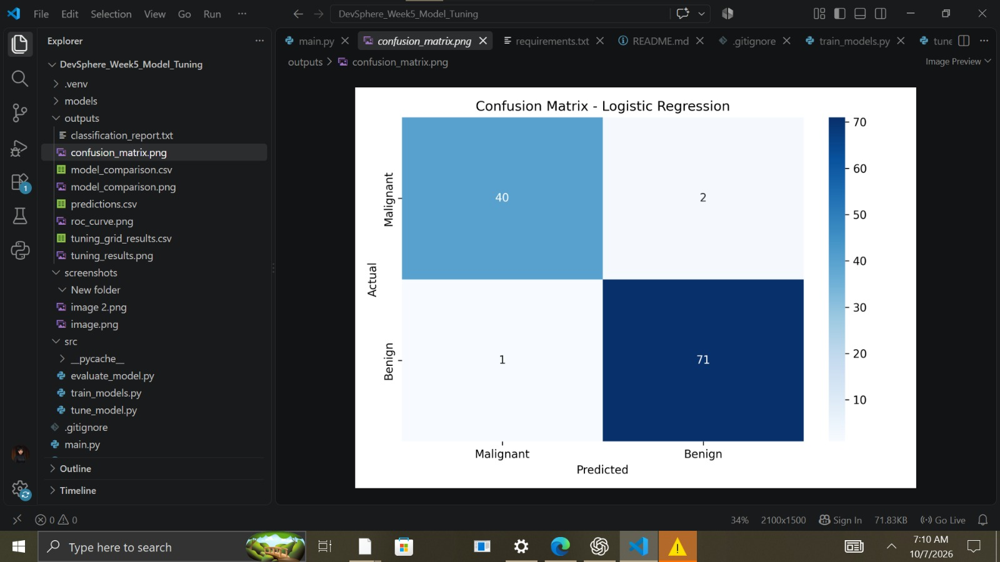 File Edit Selection View Go Run ···
DevSphere_Week5_Model_Tuning
Explorer
DevSphere_Week5_Model_Tuning
.venv
models
outputs
classification_report.txt
confusion_matrix.png
model_comparison.csv
model_comparison.png
predictions.csv
roc_curve.png
tuning_grid_results.csv
tuning_results.png
screenshots
New folder
image 2.png
image.png
src
__pycache__
evaluate_model.py
train_models.py
tune_model.py
.gitignore
main.py
Outline
Timeline
1
main.py confusion_matrix.png requirements.txt README.md .gitignore train_models.py tune
outputs > confusion_matrix.png
Image Preview
Confusion Matrix - Logistic Regression
Malignant
Actual
Benign
40 2
1 71
Malignant Benign
Predicted
70
60
50
40
30
20
10
0 0
34% 2100x1500 Sign In 71.83KB Go Live
Type here to search
7:10 AM
10/7/2026